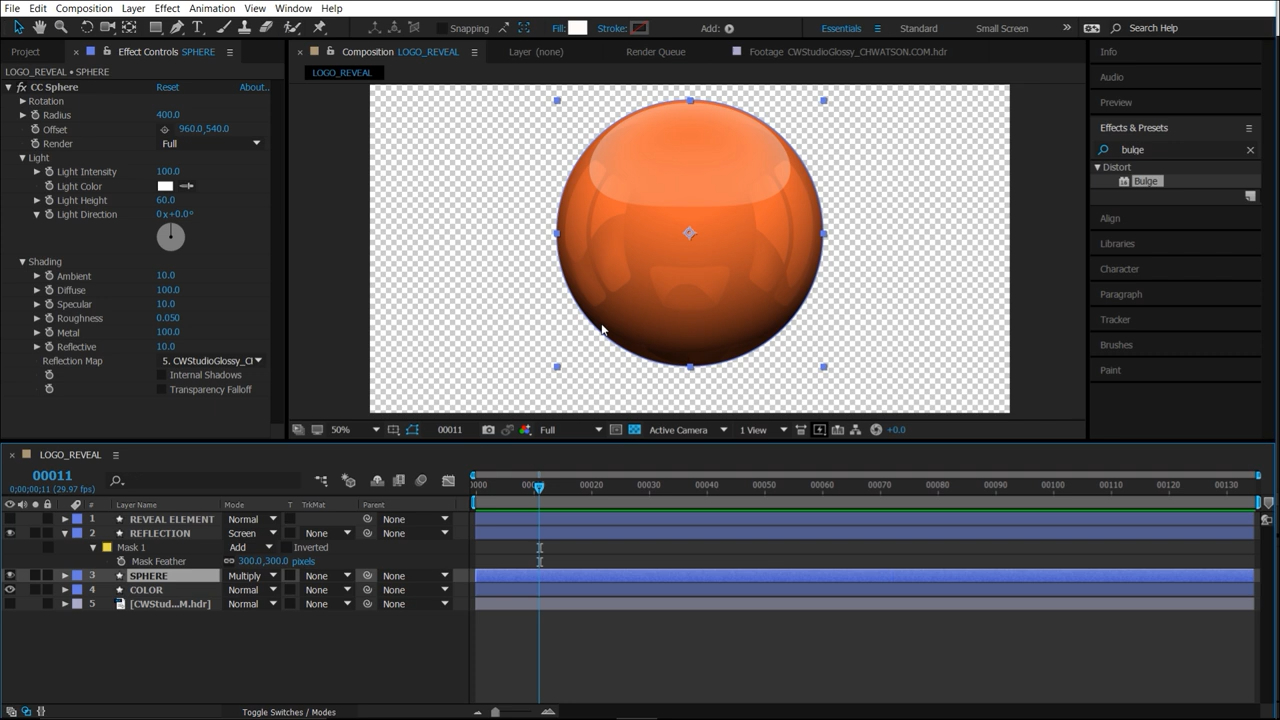 File Edit Composition Layer Effect Animation View Window Help
Snapping Fill: Stroke: Add: Essentials Standard Small Screen Search Help
Project Effect Controls SPHERE Composition LOGO_REVEAL Layer (none) Render Queue Footage CWStudioGlossy_CHWATSON.COM.hdr Info
LOGO_REVEAL • SPHERE LOGO_REVEAL Audio
fx CC Sphere Reset About..
Rotation Preview
Radius 400.0
Offset 960.0,540.0 Effects & Presets
Render Full bulge
Light Distort
Light Intensity 100.0 Bulge
Light Color
Light Height 60.0
Light Direction 0x+0.0° Align
Libraries
Shading Character
Ambient 10.0
Diffuse 100.0 Paragraph
Specular 10.0
Roughness 0.050 Tracker
Metal 100.0
Reflective 10.0 Brushes
Reflection Map 5. CWStudioGlossy_Cl
Internal Shadows Paint
Transparency Falloff
50% 00011 Full Active Camera 1 View +0.0
LOGO_REVEAL
00011
0;00;00;11 (29.97 fps) 00020 00030 00040 00050 00060 00070 00080 00090 00100 00110 00120 00130
# Layer Name Mode T TrkMat Parent
1 REVEAL ELEMENT Normal None
2 REFLECTION Screen None None
Mask 1 Add Inverted
Mask Feather 300.0,300.0 pixels
3 SPHERE Multiply None None
4 COLOR Normal None None
5 [CWStud...M.hdr] Normal None None
Toggle Switches / Modes